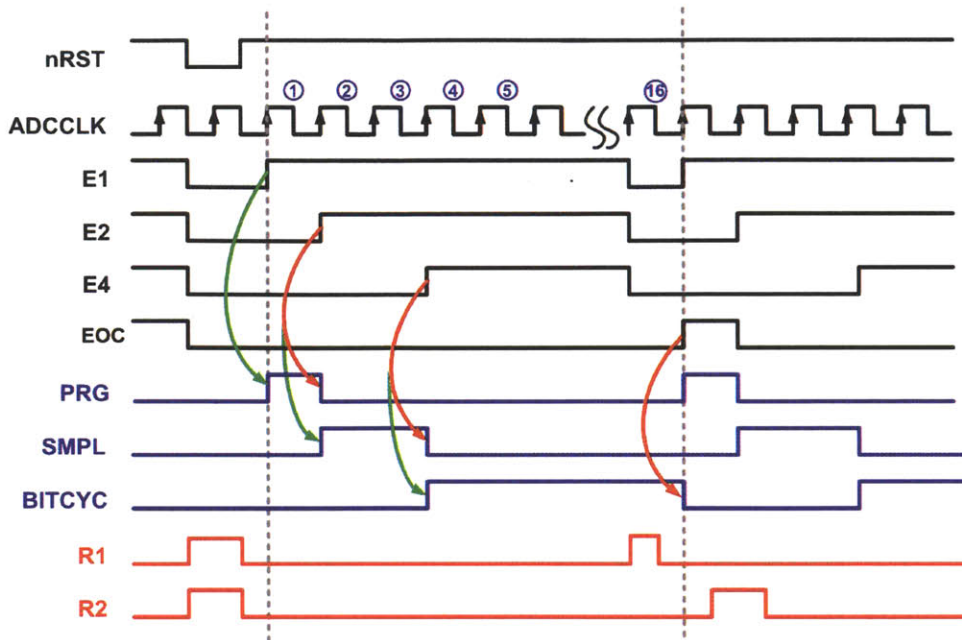 nRST
① ② ③ ④ ⑤ ⑯
ADCCLK
E1
E2
E4
EOC
PRG
SMPL
BITCYC
R1
R2